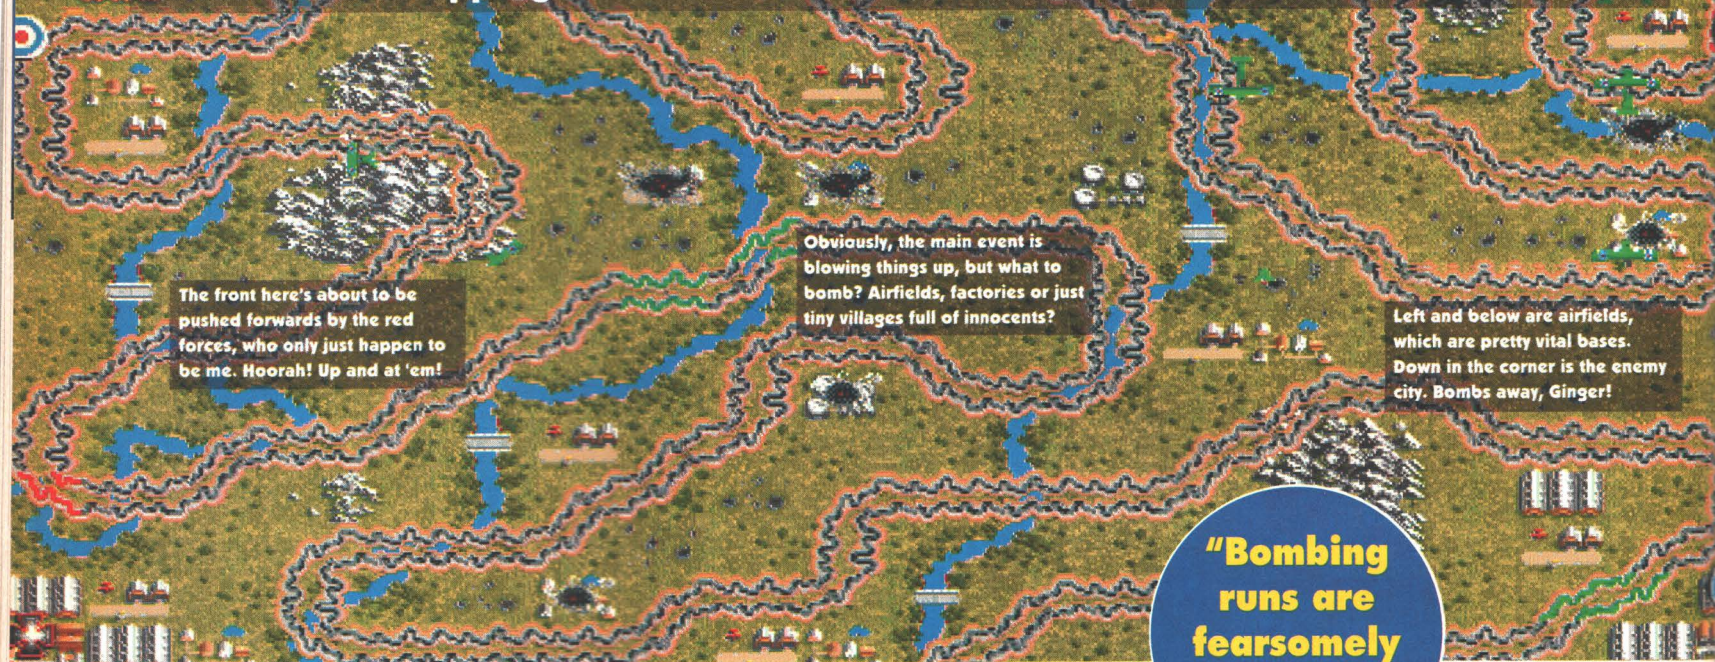 The front here's about to be
pushed forwards by the red
forces, who only just happen to
be me. Hoorah! Up and at 'em!
Obviously, the main event is
blowing things up, but what to
bomb? Airfields, factories or just
tiny villages full of innocents?
Left and below are airfields,
which are pretty vital bases.
Down in the corner is the enemy
city. Bombs away, Ginger!
"Bombing
runs are
fearsomely